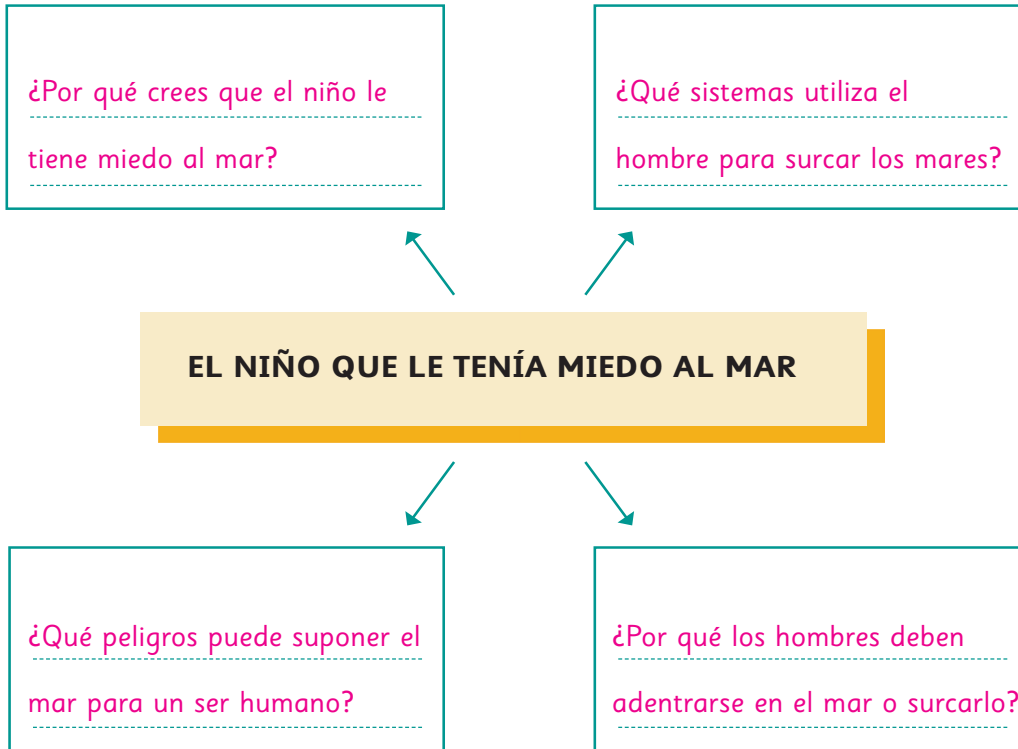 ¿Por qué crees que el niño le
tiene miedo al mar?
¿Qué sistemas utiliza el
hombre para surcar los mares?
EL NIÑO QUE LE TENÍA MIEDO AL MAR
¿Qué peligros puede suponer el
mar para un ser humano?
¿Por qué los hombres deben
adentrarse en el mar o surcarlo?